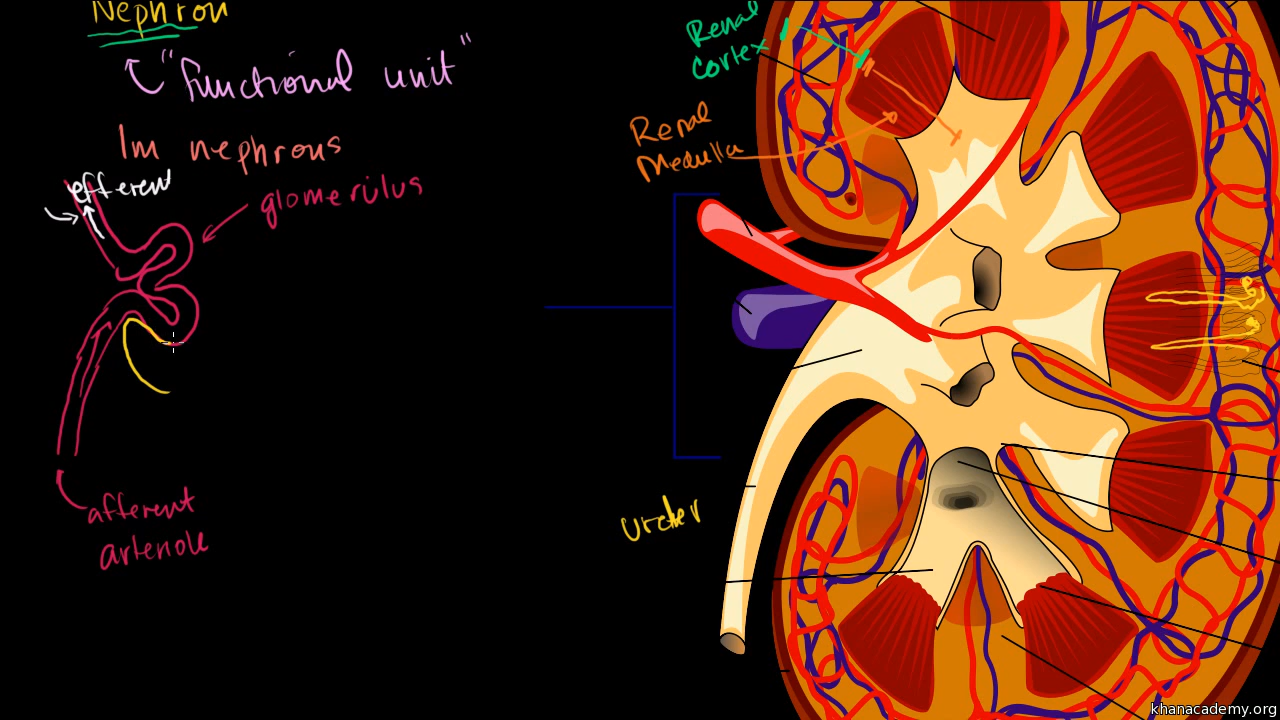 Nephron
"Functional unit"
1m nephrons
efferent
glomerulus
afferent
arteriole
Renal
Cortex
Renal
Medulla
Ureter
khanacademy.org